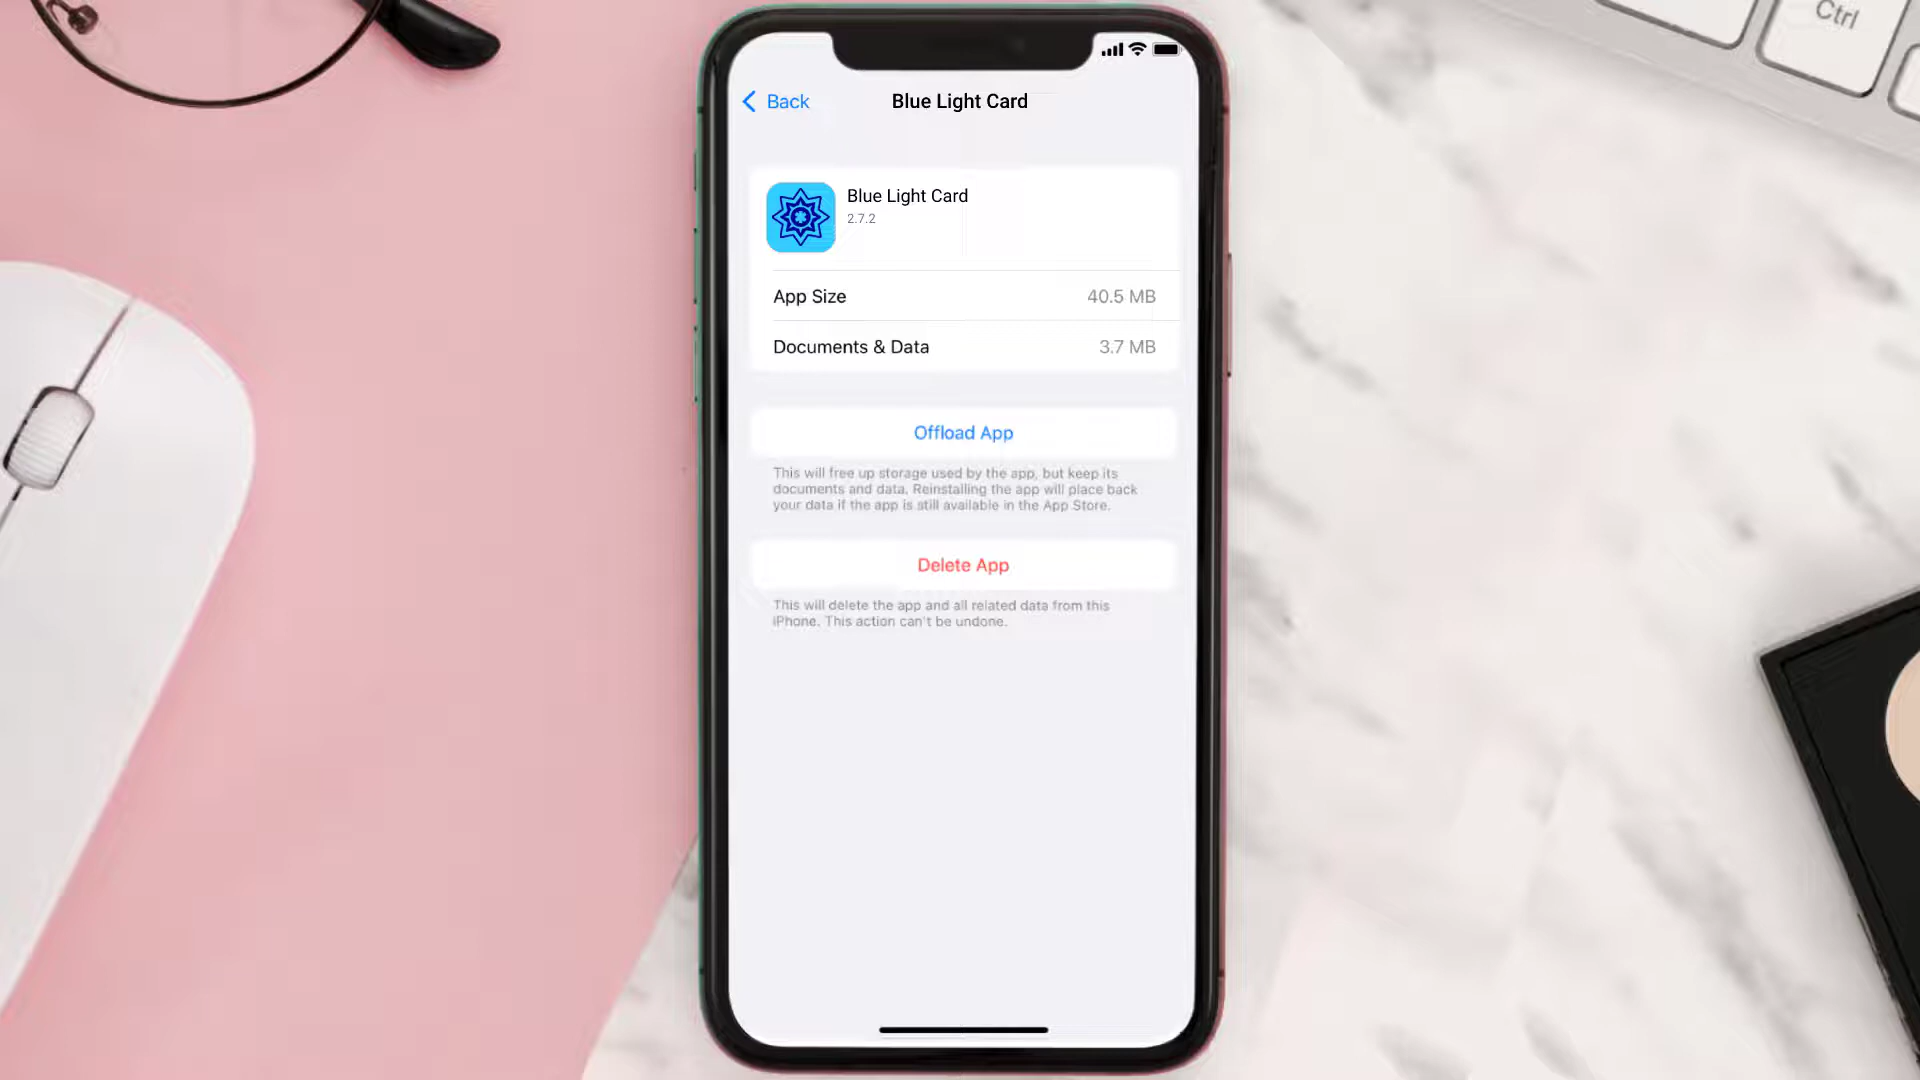 Ctrl
Back
Blue Light Card
Blue Light Card
2.7.2
App Size
40.5 MB
Documents & Data
3.7 MB
Offload App
This will free up storage used by the app, but keep its
documents and data. Reinstalling the app will place back
your data if the app is still available in the App Store.
Delete App
This will delete the app and all related data from this
iPhone. This action can't be undone.